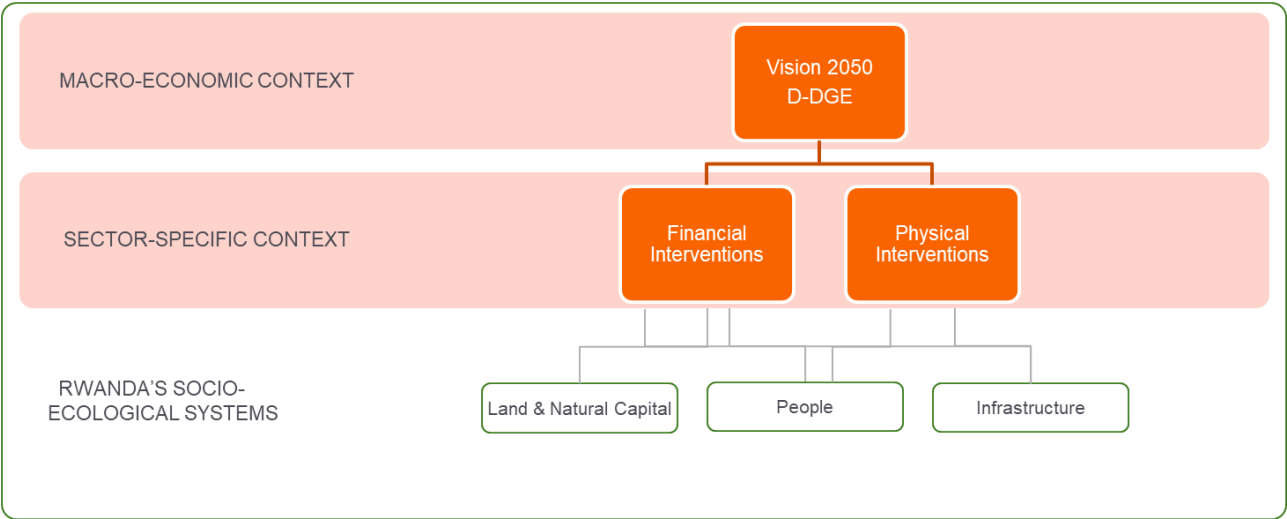 MACRO-ECONOMIC CONTEXT
Vision 2050
D-DGE
SECTOR-SPECIFIC CONTEXT
Financial
Interventions
Physical
Interventions
RWANDA’S SOCIO-
ECOLOGICAL SYSTEMS
Land & Natural Capital
People
Infrastructure